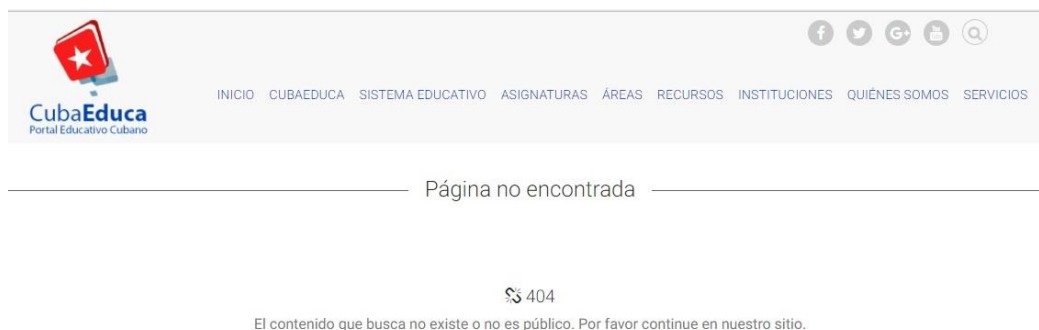 CubaEduca
Portal Educativo Cubano
INICIO CUBAEDUCA SISTEMA EDUCATIVO ASIGNATURAS ÁREAS RECURSOS INSTITUCIONES QUIÉNES SOMOS SERVICIOS
Página no encontrada
404
El contenido que busca no existe o no es público. Por favor continue en nuestro sitio.